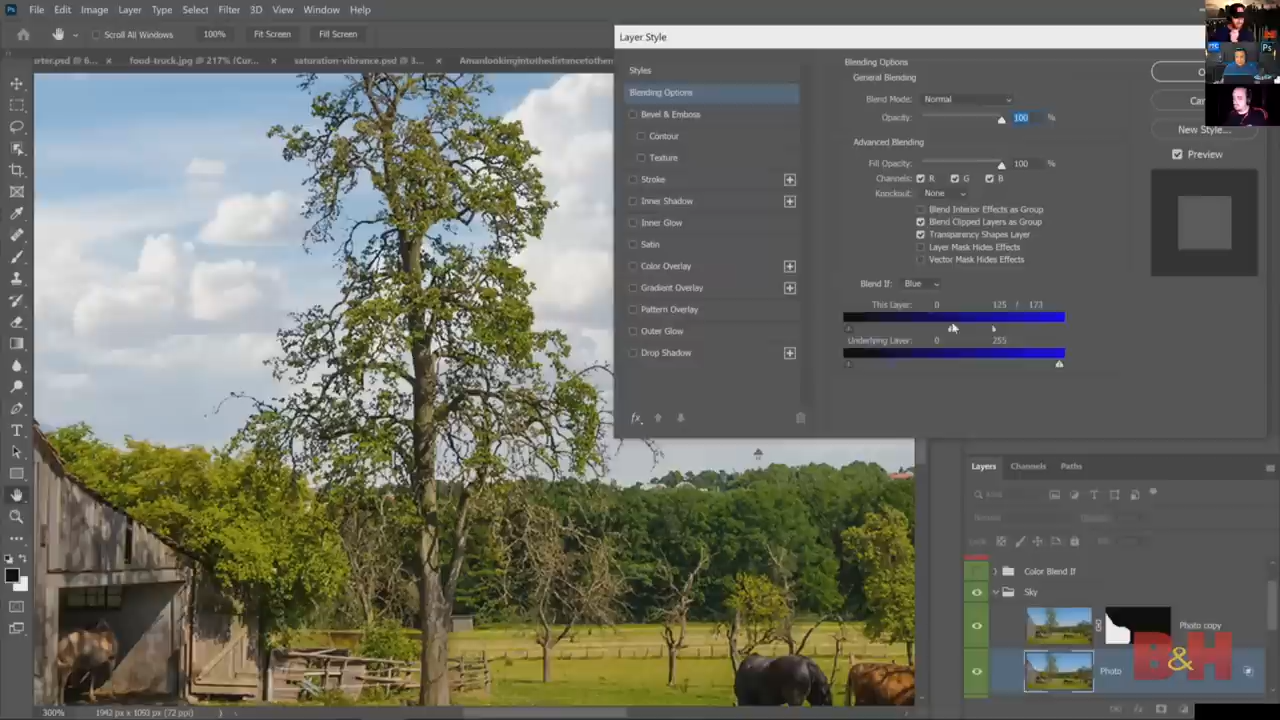 Ps File Edit Image Layer Type Select Filter 3D View Window Help
Scroll All Windows 100% Fit Screen Fill Screen
rter.psd @ 6... × food-truck.jpg @ 217% (Cur... × saturation-vibrance.psd @ 3... × Amanlookingintothedistancetothen
Layer Style
Styles
Blending Options
Bevel & Emboss
Contour
Texture
Stroke
Inner Shadow
Inner Glow
Satin
Color Overlay
Gradient Overlay
Pattern Overlay
Outer Glow
Drop Shadow
fx
Blending Options
General Blending
Blend Mode: Normal
Opacity: 100 %
Advanced Blending
Fill Opacity: 100 %
Channels: R G B
Knockout: None
Blend Interior Effects as Group
Blend Clipped Layers as Group
Transparency Shapes Layer
Layer Mask Hides Effects
Vector Mask Hides Effects
Blend If: Blue
This Layer: 0 125 / 173
Underlying Layer: 0 255
New Style...
Preview
Ps
Layers Channels Paths
Color Blend If
Sky
Photo copy
Photo
B&H
300% 1942 px x 1093 px (72 ppi)